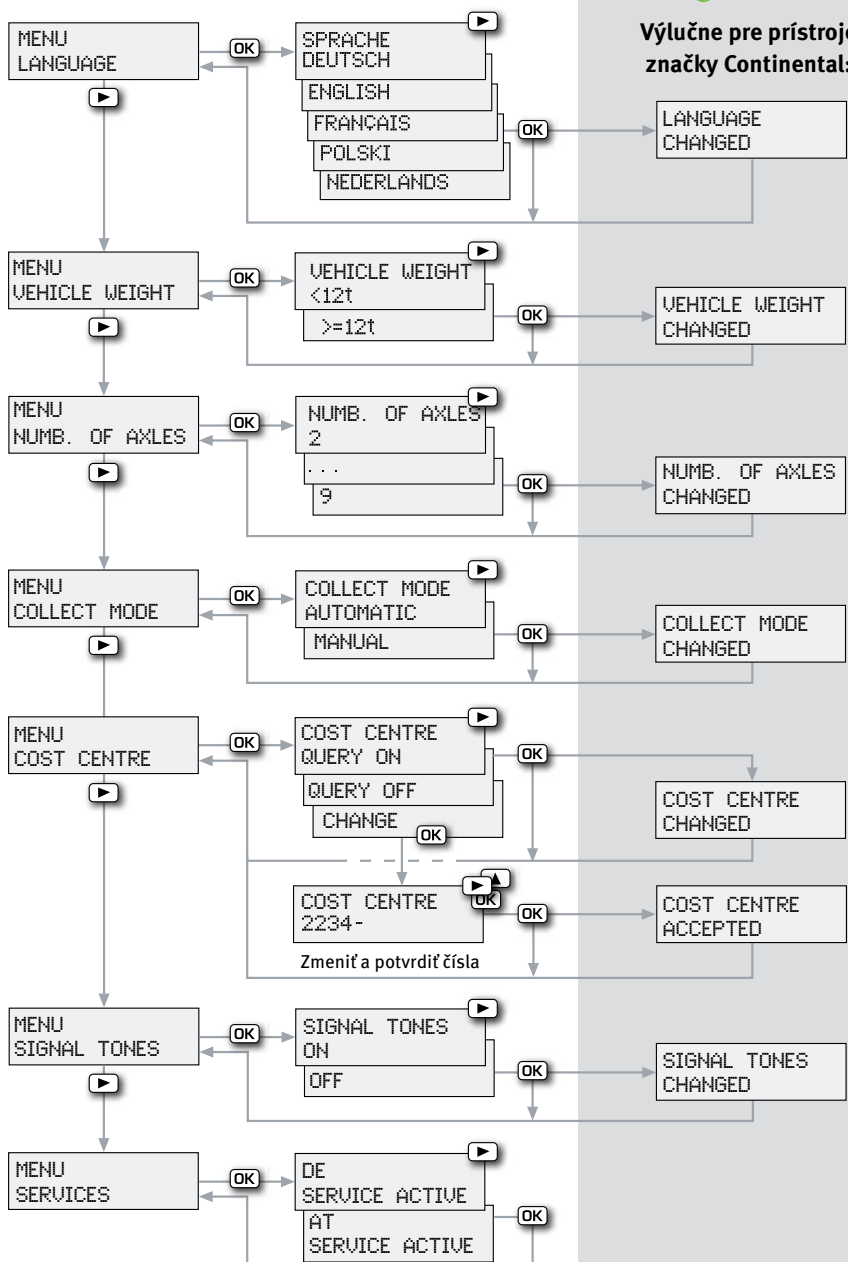 Výlučne pre prístroje
značky Continental:
MENU
LANGUAGE
OK
SPRACHE
DEUTSCH
ENGLISH
FRANÇAIS
POLSKI
NEDERLANDS
OK
LANGUAGE
CHANGED
MENU
VEHICLE WEIGHT
OK
VEHICLE WEIGHT
<12t
>=12t
OK
VEHICLE WEIGHT
CHANGED
MENU
NUMB. OF AXLES
OK
NUMB. OF AXLES
2
...
9
OK
NUMB. OF AXLES
CHANGED
MENU
COLLECT MODE
OK
COLLECT MODE
AUTOMATIC
MANUAL
OK
COLLECT MODE
CHANGED
MENU
COST CENTRE
OK
COST CENTRE
QUERY ON
QUERY OFF
CHANGE
OK
OK
COST CENTRE
CHANGED
COST CENTRE
2234-
OK
OK
COST CENTRE
ACCEPTED
Zmeniť a potvrdiť čísla
MENU
SIGNAL TONES
OK
SIGNAL TONES
ON
OFF
OK
SIGNAL TONES
CHANGED
MENU
SERVICES
OK
DE
SERVICE ACTIVE
AT
SERVICE ACTIVE
OK